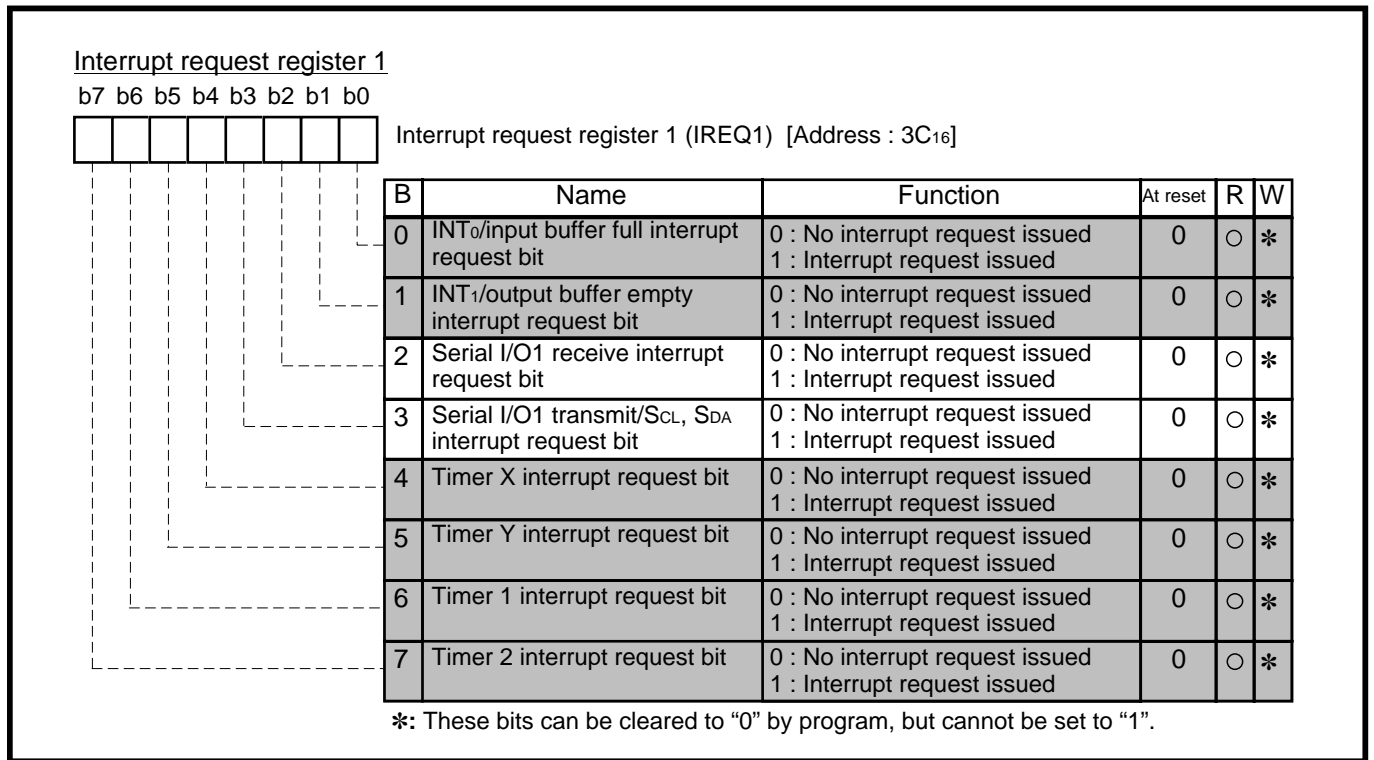 Interrupt request register 1
b7 b6 b5 b4 b3 b2 b1 b0
Interrupt request register 1 (IREQ1) [Address : 3C16]
B Name Function At reset R W
0 INT0/input buffer full interrupt request bit 0 : No interrupt request issued 0 ○ ✻
1 : Interrupt request issued
1 INT1/output buffer empty interrupt request bit 0 : No interrupt request issued 0 ○ ✻
1 : Interrupt request issued
2 Serial I/O1 receive interrupt request bit 0 : No interrupt request issued 0 ○ ✻
1 : Interrupt request issued
3 Serial I/O1 transmit/SCL, SDA interrupt request bit 0 : No interrupt request issued 0 ○ ✻
1 : Interrupt request issued
4 Timer X interrupt request bit 0 : No interrupt request issued 0 ○ ✻
1 : Interrupt request issued
5 Timer Y interrupt request bit 0 : No interrupt request issued 0 ○ ✻
1 : Interrupt request issued
6 Timer 1 interrupt request bit 0 : No interrupt request issued 0 ○ ✻
1 : Interrupt request issued
7 Timer 2 interrupt request bit 0 : No interrupt request issued 0 ○ ✻
1 : Interrupt request issued
✻: These bits can be cleared to “0” by program, but cannot be set to “1”.